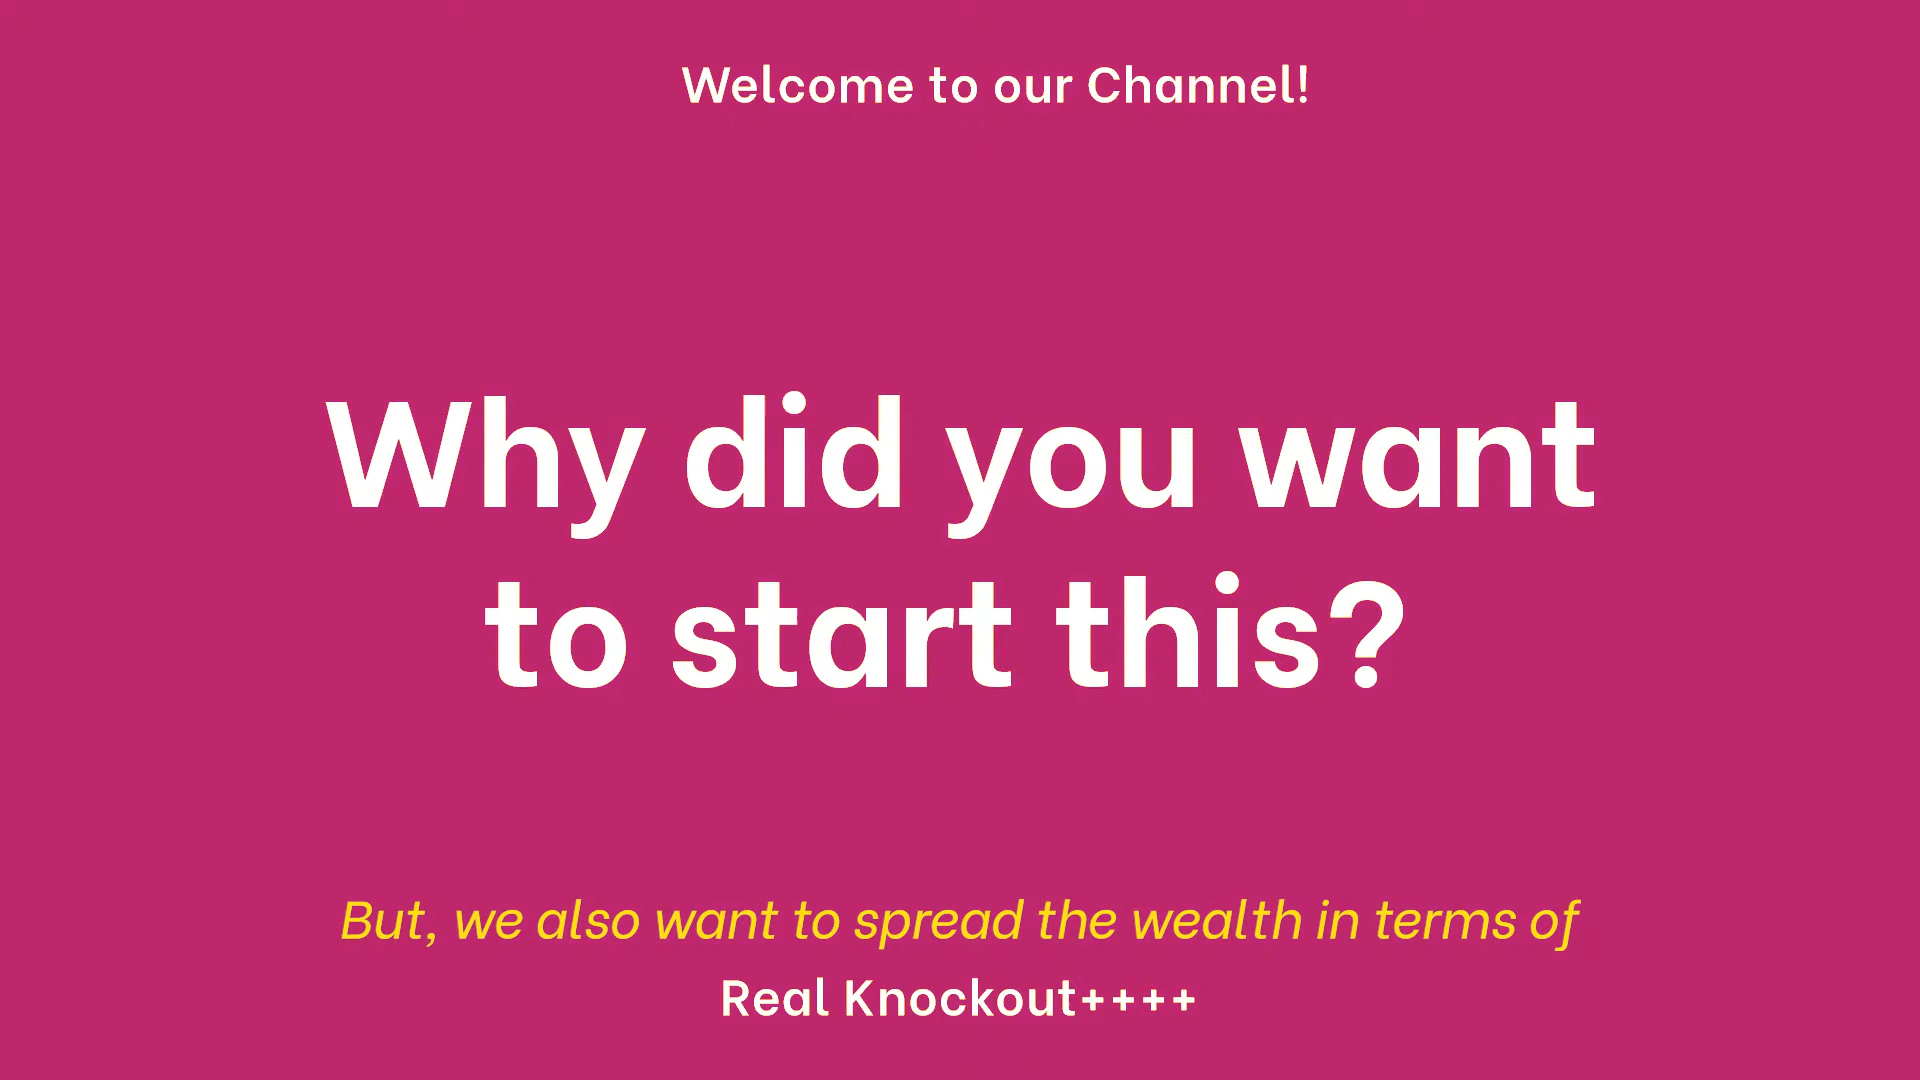 Welcome to our Channel!
Why did you want
to start this?
But, we also want to spread the wealth in terms of
Real Knockout++++